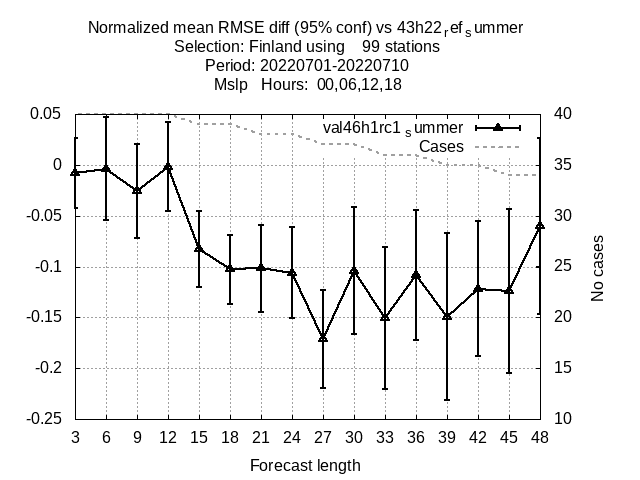 Normalized mean RMSE diff (95% conf) vs 43h22ᵣefₛummer
Selection: Finland using    99 stations
Period: 20220701-20220710
Mslp   Hours:  00,06,12,18
val46h1rc1ₛummer
Cases
0.05
0
-0.05
-0.1
-0.15
-0.2
-0.25
40
35
30
25
20
15
10
No cases
3 6 9 12 15 18 21 24 27 30 33 36 39 42 45 48
Forecast length